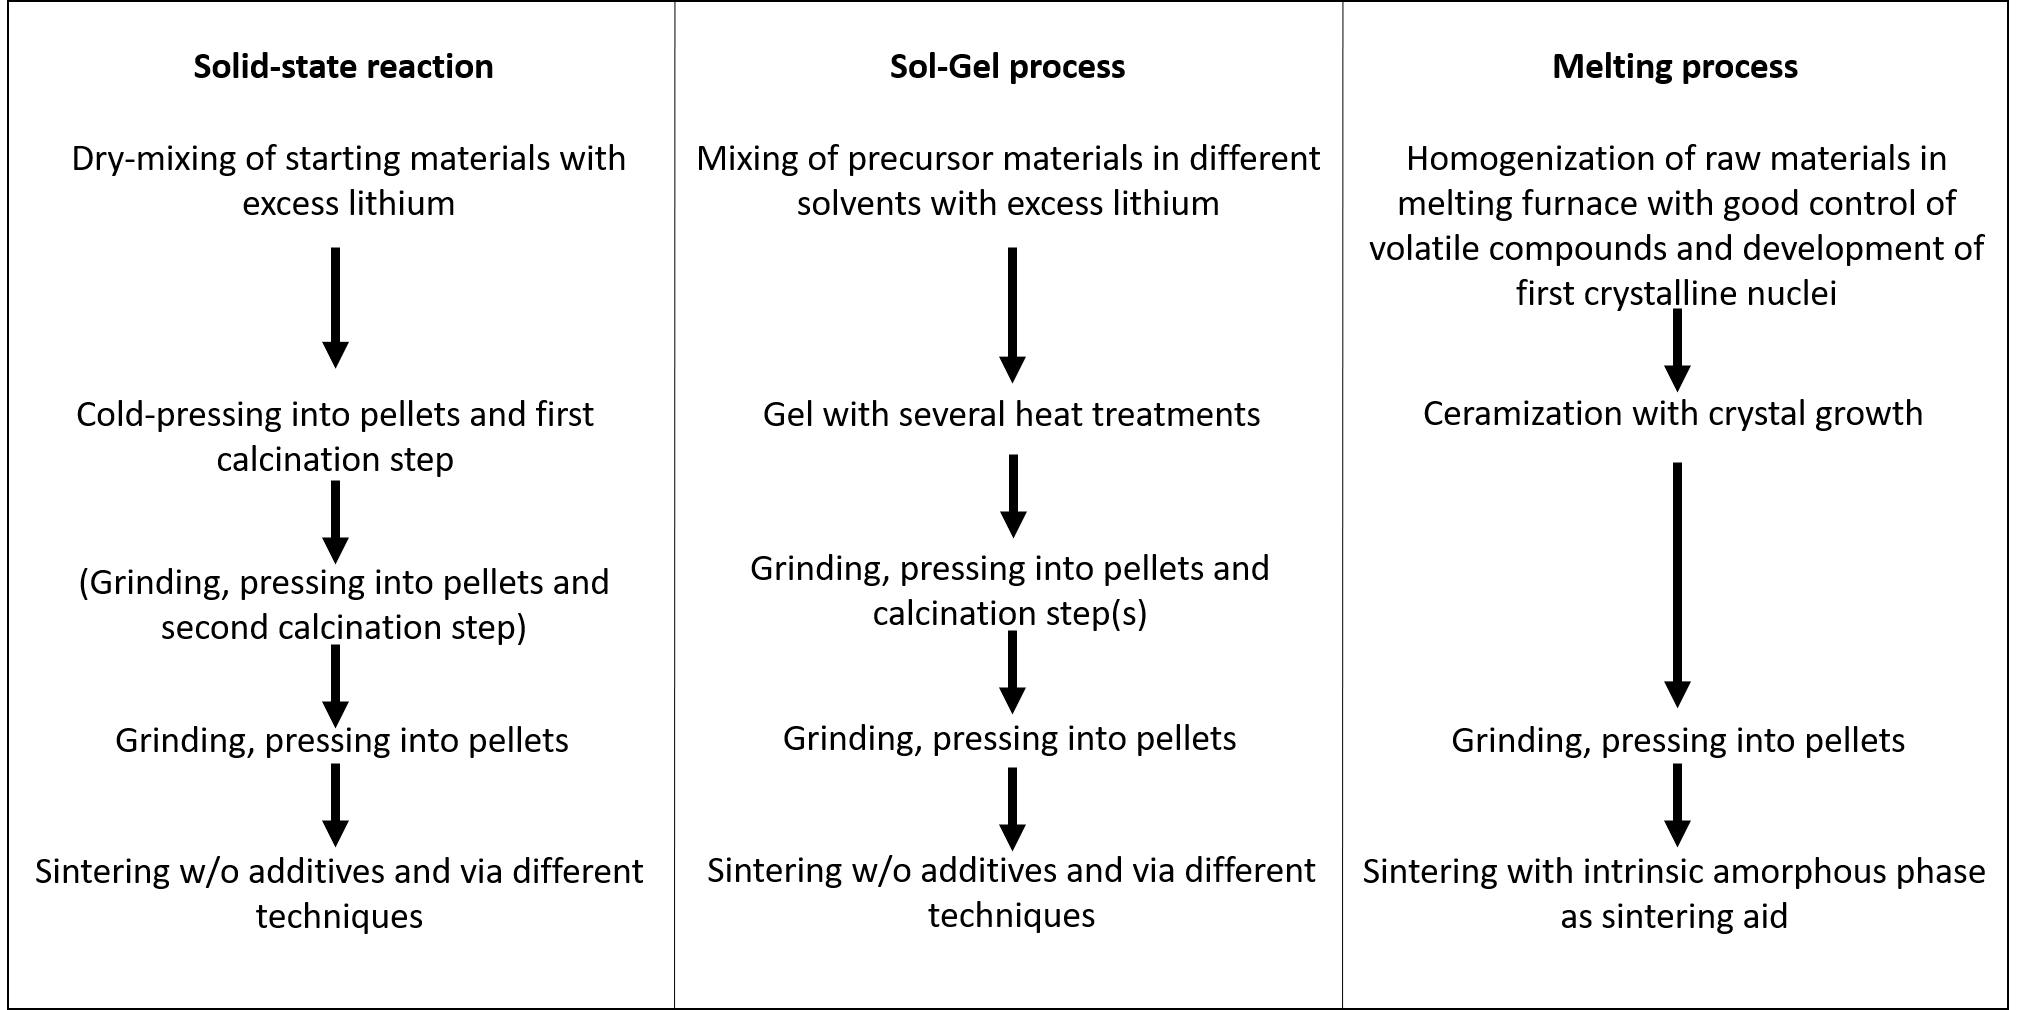 Solid-state reaction
Dry-mixing of starting materials with
excess lithium
Cold-pressing into pellets and first
calcination step
(Grinding, pressing into pellets and
second calcination step)
Grinding, pressing into pellets
Sintering w/o additives and via different
techniques
Sol-Gel process
Mixing of precursor materials in different
solvents with excess lithium
Gel with several heat treatments
Grinding, pressing into pellets and
calcination step(s)
Grinding, pressing into pellets
Sintering w/o additives and via different
techniques
Melting process
Homogenization of raw materials in
melting furnace with good control of
volatile compounds and development of
first crystalline nuclei
Ceramization with crystal growth
Grinding, pressing into pellets
Sintering with intrinsic amorphous phase
as sintering aid